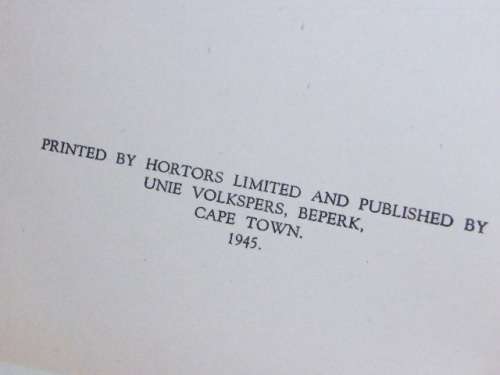 PRINTED BY HORTORS LIMITED AND PUBLISHED BY
UNIE VOLKSPERS, BEPERK,
CAPE TOWN.
1945.